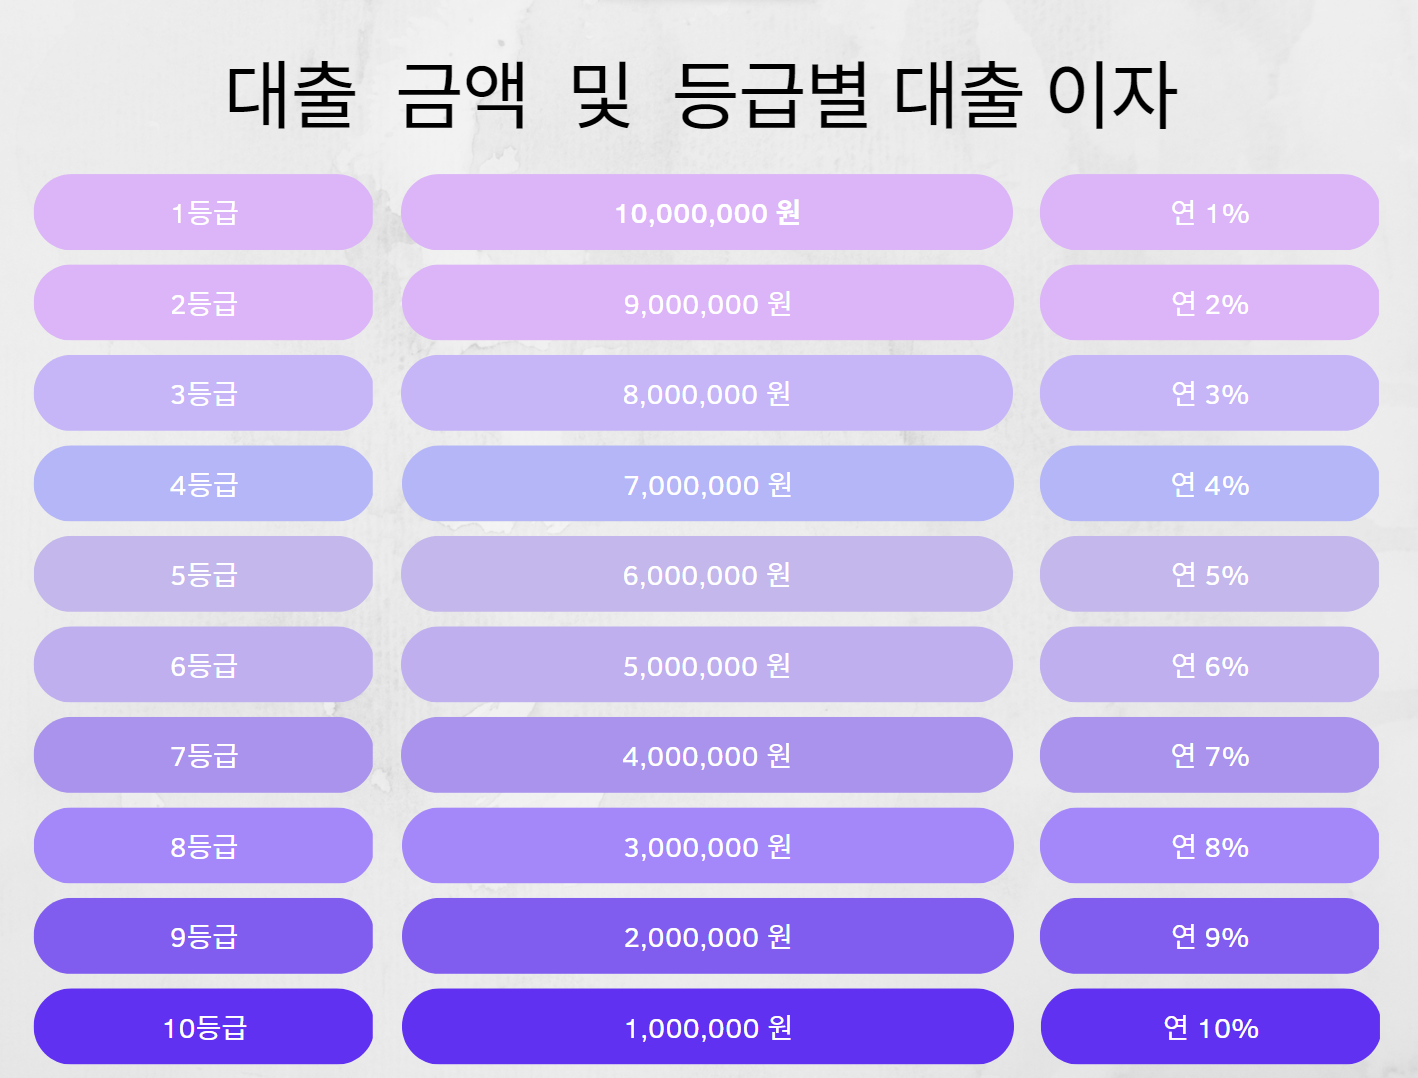 대출 금액 및 등급별 대출 이자
1등급 10,000,000 원 연 1%
2등급 9,000,000 원 연 2%
3등급 8,000,000 원 연 3%
4등급 7,000,000 원 연 4%
5등급 6,000,000 원 연 5%
6등급 5,000,000 원 연 6%
7등급 4,000,000 원 연 7%
8등급 3,000,000 원 연 8%
9등급 2,000,000 원 연 9%
10등급 1,000,000 원 연 10%